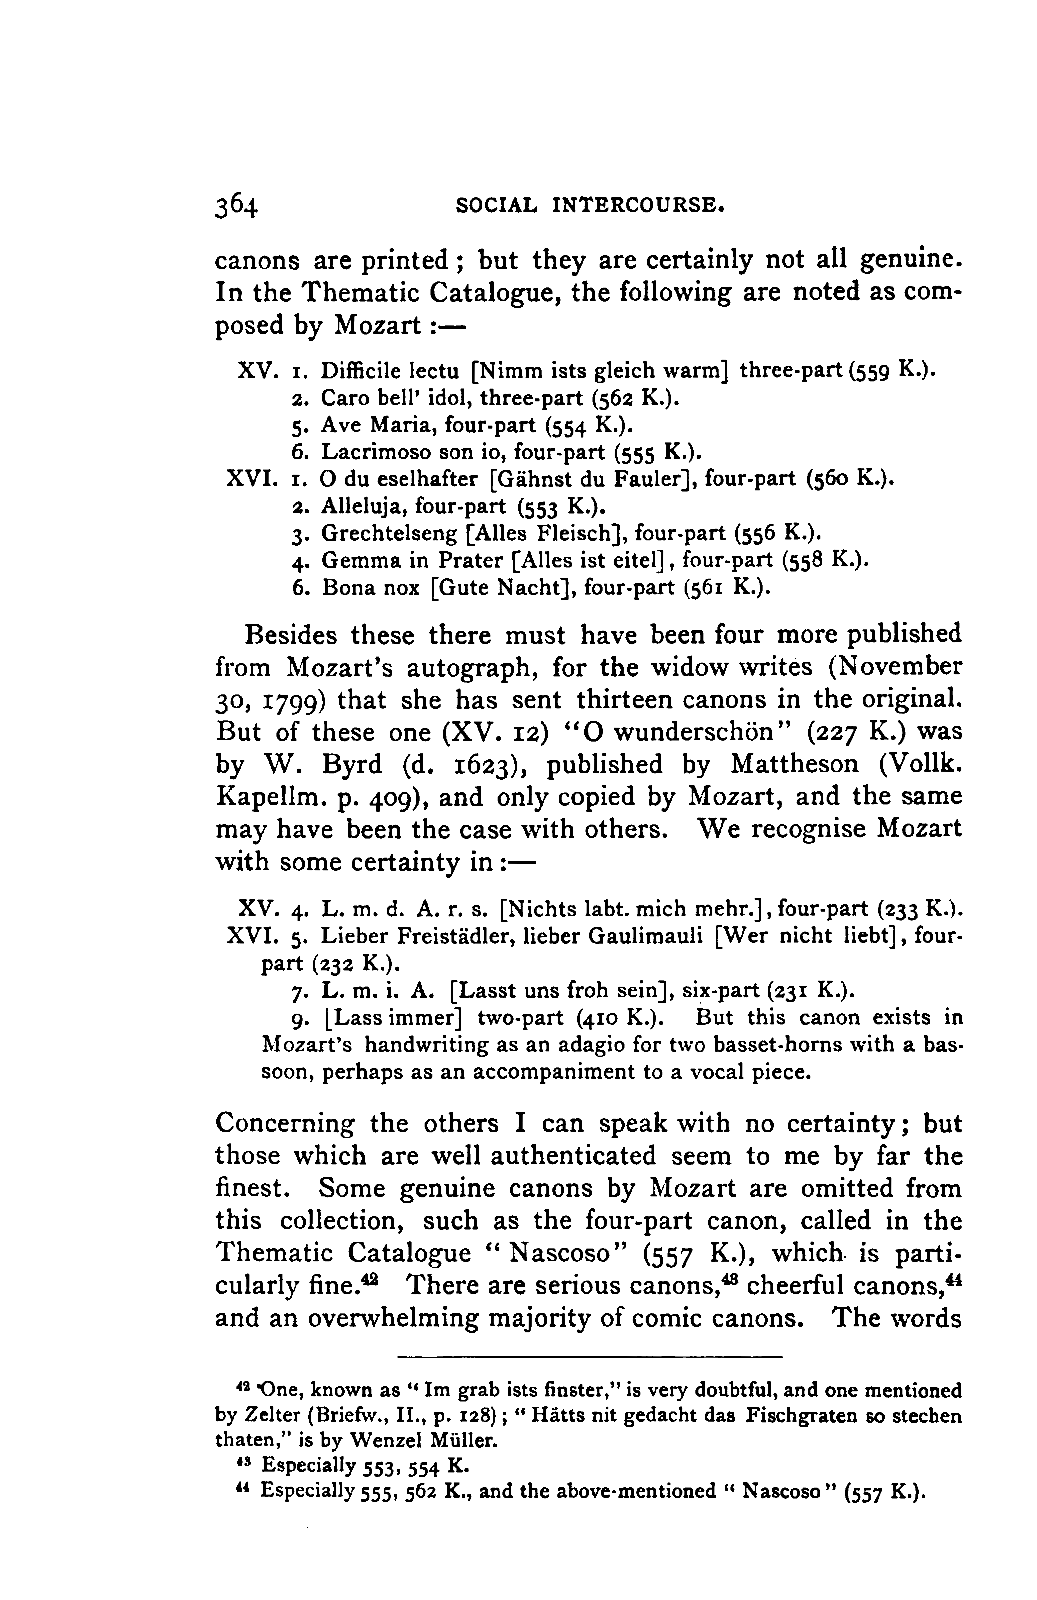 364 SOCIAL INTERCOURSE.
canons are printed; but they are certainly not all genuine.
In the Thematic Catalogue, the following are noted as com-
posed by Mozart :—
XV. 1. Difficile lectu [Nimm ists gleich warm] three-part (559 K.).
2. Caro bell' idol, three-part (562 K.).
5. Ave Maria, four-part (554 K.).
6. Lacrimoso son io, four-part (555 K.).
XVI. 1. O du eselhafter [Gähnst du Fauler], four-part (560 K.).
2. Alleluja, four-part (553 K.).
3. Grechtelseng [Alles Fleisch], four-part (556 K.).
4. Gemma in Prater [Alles ist eitel], four-part (558 K.).
6. Bona nox [Gute Nacht], four-part (561 K.).
Besides these there must have been four more published
from Mozart's autograph, for the widow writes (November
30, 1799) that she has sent thirteen canons in the original.
But of these one (XV. 12) "O wunderschön" (227 K.) was
by W. Byrd (d. 1623), published by Mattheson (Vollk.
Kapellm. p. 409), and only copied by Mozart, and the same
may have been the case with others. We recognise Mozart
with some certainty in :—
XV. 4. L. m. d. A. r. s. [Nichts labt. mich mehr.], four-part (233 K.).
XVI. 5. Lieber Freistädler, lieber Gaulimauli [Wer nicht liebt], four-
part (232 K.).
7. L. m. i. A. [Lasst uns froh sein], six-part (231 K.).
9. [Lass immer] two-part (410 K.). But this canon exists in
Mozart's handwriting as an adagio for two basset-horns with a bas-
soon, perhaps as an accompaniment to a vocal piece.
Concerning the others I can speak with no certainty; but
those which are well authenticated seem to me by far the
finest. Some genuine canons by Mozart are omitted from
this collection, such as the four-part canon, called in the
Thematic Catalogue "Nascoso" (557 K.), which is parti-
cularly fine.⁴² There are serious canons,⁴³ cheerful canons,⁴⁴
and an overwhelming majority of comic canons. The words
⁴² One, known as "Im grab ists finster," is very doubtful, and one mentioned
by Zelter (Briefw., II., p. 128); "Hätts nit gedacht das Fischgraten so stechen
thaten," is by Wenzel Müller.
⁴³ Especially 553, 554 K.
⁴⁴ Especially 555, 562 K., and the above-mentioned "Nascoso" (557 K.).